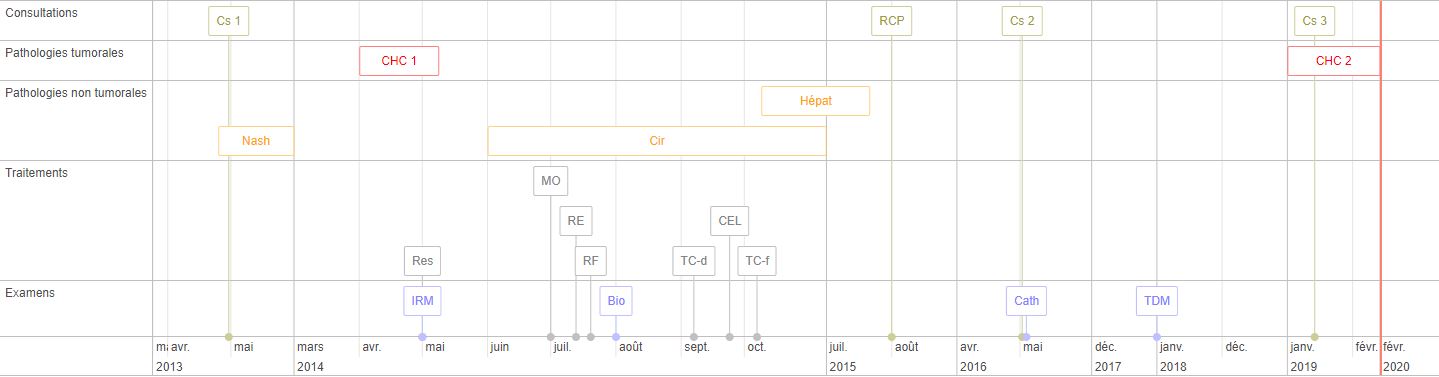 Consultations
Cs 1
RCP
Cs 2
Cs 3
Pathologies tumorales
CHC 1
CHC 2
Pathologies non tumorales
Hépat
Nash
Cir
Traitements
MO
RE
CEL
Res
RF
TC-d
TC-f
Examens
IRM
Bio
Cath
TDM
avr. mai mars avr. mai juin juil. août sept. oct. juil. août avr. mai déc. janv. déc. janv. févr. févr.
2013 2014 2015 2016 2017 2018 2019 2020